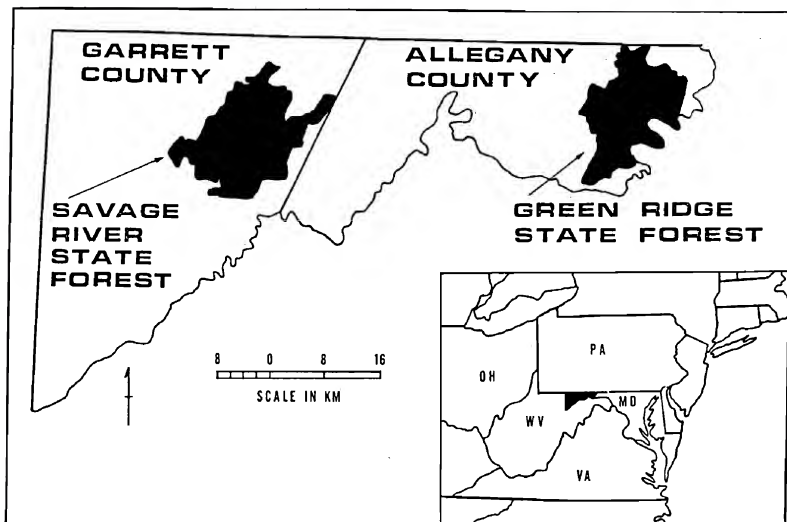 GARRETT
COUNTY
ALLEGANY
COUNTY
SAVAGE
RIVER
STATE
FOREST
GREEN RIDGE
STATE FOREST
8 0 8 16
SCALE IN KM
PA
OH
MD
WV
VA